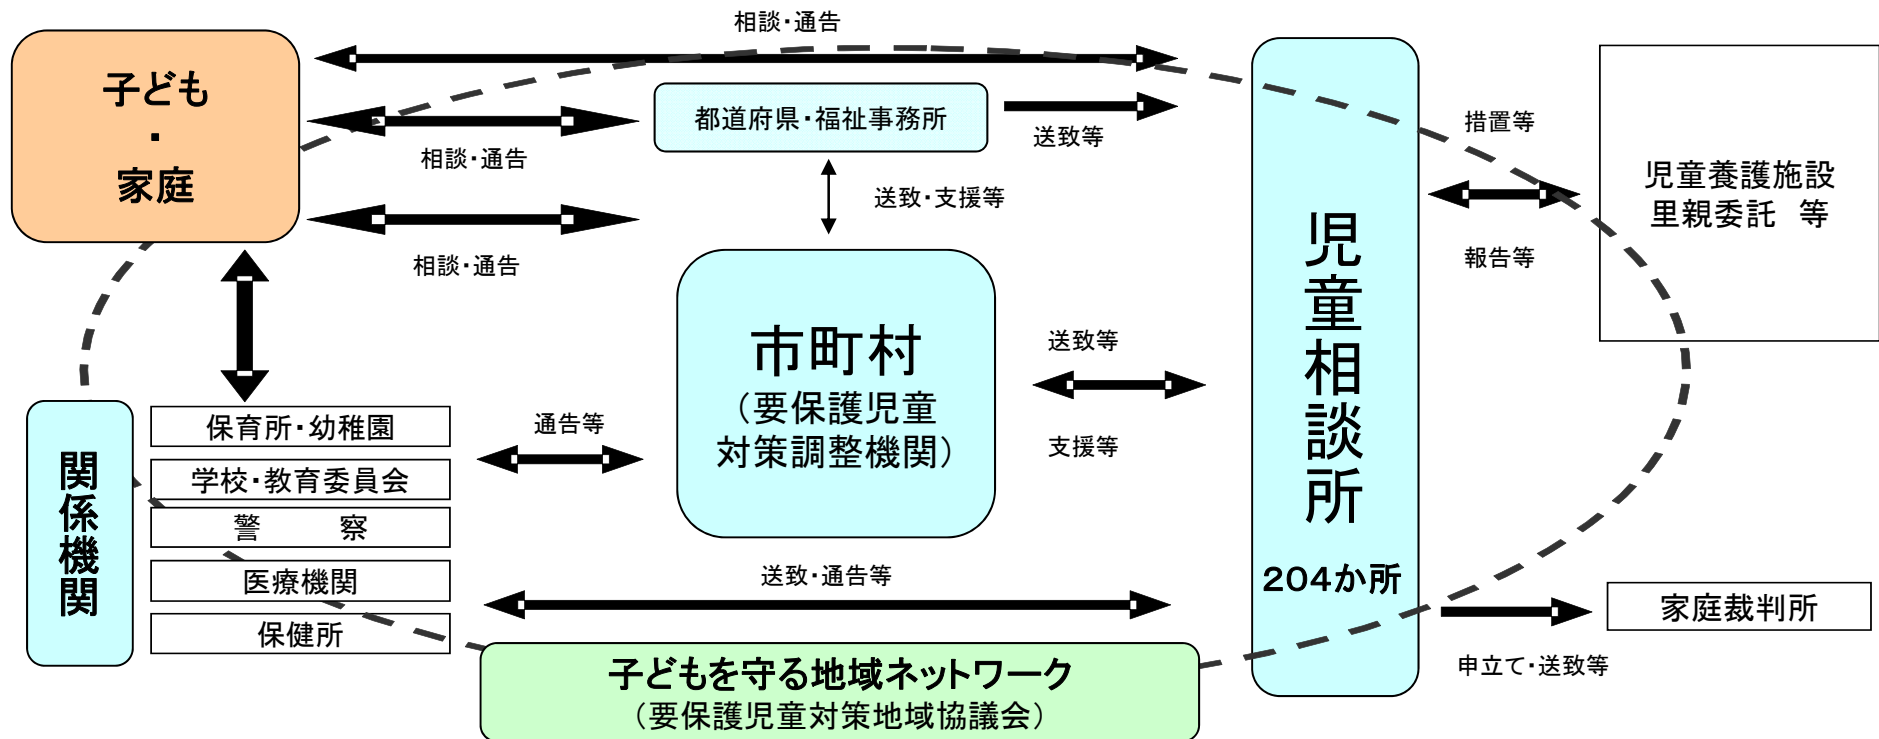 相談・通告
子ども
・
家庭
都道府県・福祉事務所
送致等
相談・通告
送致・支援等
相談・通告
措置等
児童養護施設
里親委託　等
報告等
児童相談所
204か所
市町村
（要保護児童
対策調整機関）
送致等
支援等
通告等
関係機関
保育所・幼稚園
学校・教育委員会
警　　　察
医療機関
保健所
送致・通告等
家庭裁判所
申立て・送致等
子どもを守る地域ネットワーク
（要保護児童対策地域協議会）